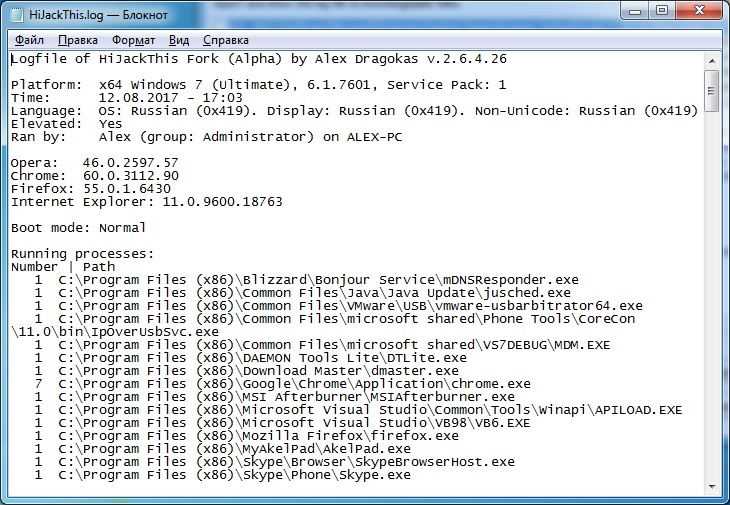 HiJackThis.log — Блокнот
Файл Правка Формат Вид Справка
Logfile of HiJackThis Fork (Alpha) by Alex Dragokas v.2.6.4.26
Platform:  x64 Windows 7 (Ultimate), 6.1.7601, Service Pack: 1
Time:      12.08.2017 - 17:03
Language:  OS: Russian (0x419). Display: Russian (0x419). Non-Unicode: Russian (0x419)
Elevated:  Yes
Ran by:    Alex (group: Administrator) on ALEX-PC
Opera:   46.0.2597.57
Chrome:  60.0.3112.90
Firefox: 55.0.1.6430
Internet Explorer: 11.0.9600.18763
Boot mode: Normal
Running processes:
Number | Path
1  C:\Program Files (x86)\Blizzard\Bonjour Service\mDNSResponder.exe
1  C:\Program Files (x86)\Common Files\Java\Java Update\jusched.exe
1  C:\Program Files (x86)\Common Files\VMware\USB\vmware-usbarbitrator64.exe
1  C:\Program Files (x86)\Common Files\microsoft shared\Phone Tools\CoreCon
\11.0\bin\IpOverUsbSvc.exe
1  C:\Program Files (x86)\Common Files\microsoft shared\VS7DEBUG\MDM.EXE
1  C:\Program Files (x86)\DAEMON Tools Lite\DTLite.exe
1  C:\Program Files (x86)\Download Master\dmaster.exe
7  C:\Program Files (x86)\Google\Chrome\Application\chrome.exe
1  C:\Program Files (x86)\MSI Afterburner\MSIAfterburner.exe
1  C:\Program Files (x86)\Microsoft Visual Studio\Common\Tools\Winapi\APILOAD.EXE
1  C:\Program Files (x86)\Microsoft Visual Studio\VB98\VB6.EXE
1  C:\Program Files (x86)\Mozilla Firefox\firefox.exe
1  C:\Program Files (x86)\MyAkelPad\AkelPad.exe
1  C:\Program Files (x86)\Skype\Browser\SkypeBrowserHost.exe
1  C:\Program Files (x86)\Skype\Phone\Skype.exe